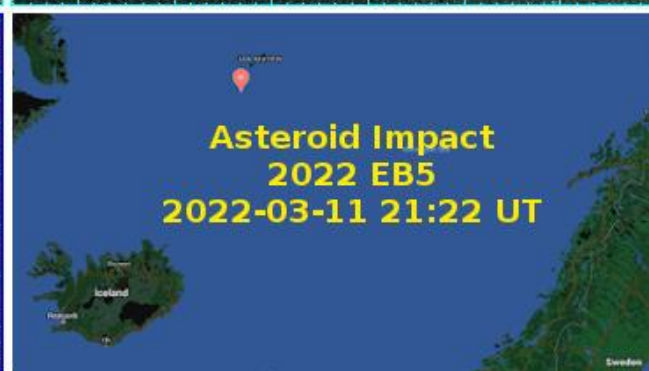 Asteroid Impact
2022 EB5
2022-03-11 21:22 UT
Iceland
Sweden